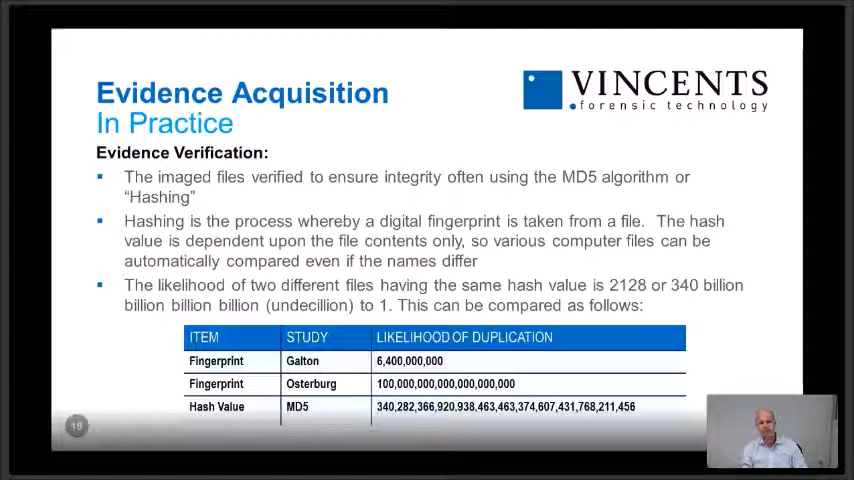 Evidence Acquisition
In Practice
VINCENTS
forensic technology
Evidence Verification:
The imaged files verified to ensure integrity often using the MD5 algorithm or
“Hashing”
Hashing is the process whereby a digital fingerprint is taken from a file. The hash
value is dependent upon the file contents only, so various computer files can be
automatically compared even if the names differ
The likelihood of two different files having the same hash value is 2128 or 340 billion
billion billion billion (undecillion) to 1. This can be compared as follows:
ITEM STUDY LIKELIHOOD OF DUPLICATION
Fingerprint Galton 6,400,000,000
Fingerprint Osterburg 100,000,000,000,000,000,000
Hash Value MD5 340,282,366,920,938,463,463,374,607,431,768,211,456
19